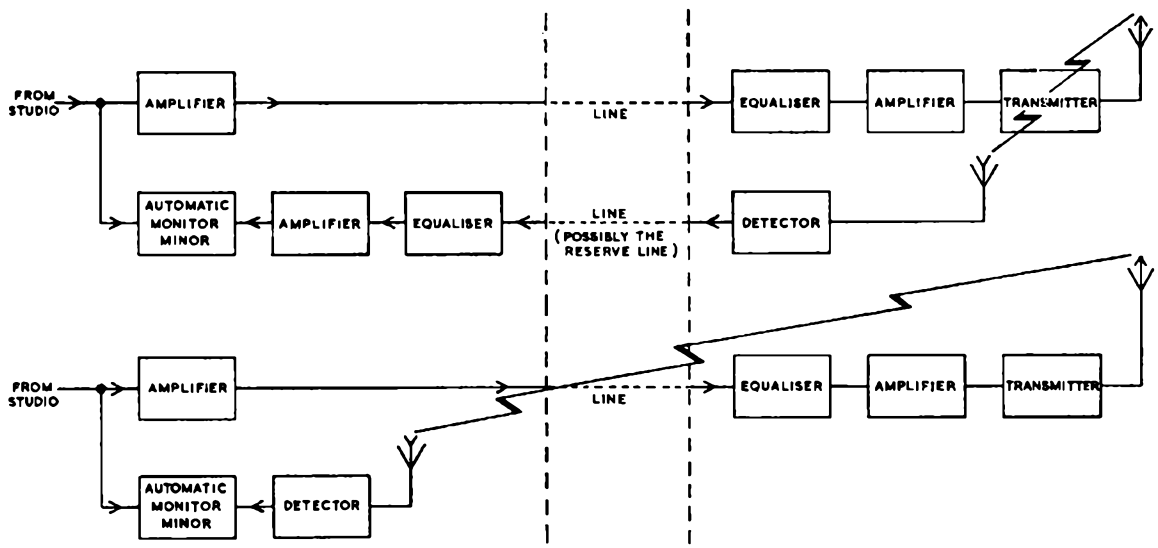 FROM
STUDIO
AMPLIFIER
LINE
EQUALISER
AMPLIFIER
TRANSMITTER
AUTOMATIC
MONITOR
MINOR
AMPLIFIER
EQUALISER
LINE
(POSSIBLY THE
RESERVE LINE)
DETECTOR
FROM
STUDIO
AMPLIFIER
LINE
EQUALISER
AMPLIFIER
TRANSMITTER
AUTOMATIC
MONITOR
MINOR
DETECTOR